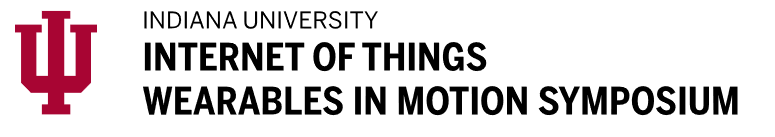 INDIANA UNIVERSITY
INTERNET OF THINGS
WEARABLES IN MOTION SYMPOSIUM